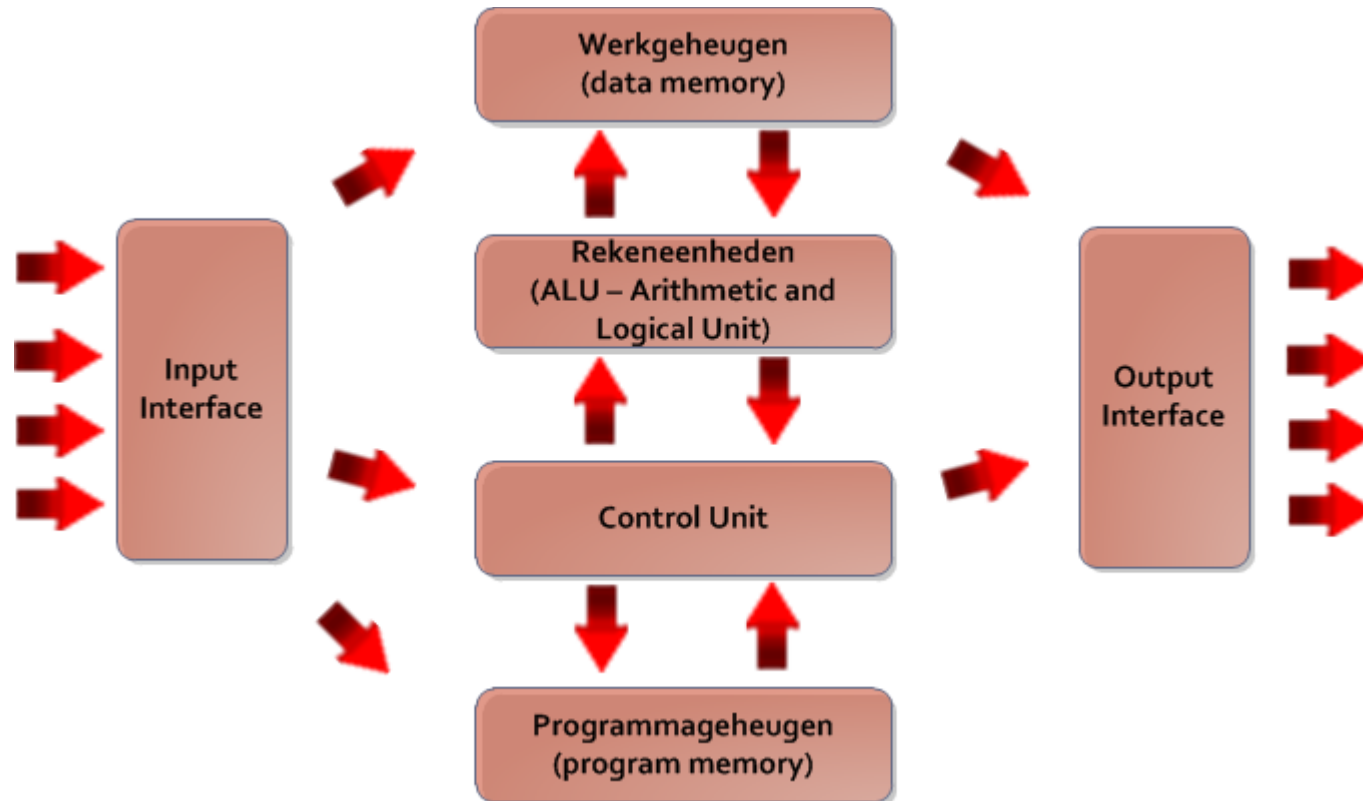 Werkgeheugen
(data memory)
Rekeneenheden
(ALU – Arithmetic and
Logical Unit)
Input
Interface
Output
Interface
Control Unit
Programmageheugen
(program memory)